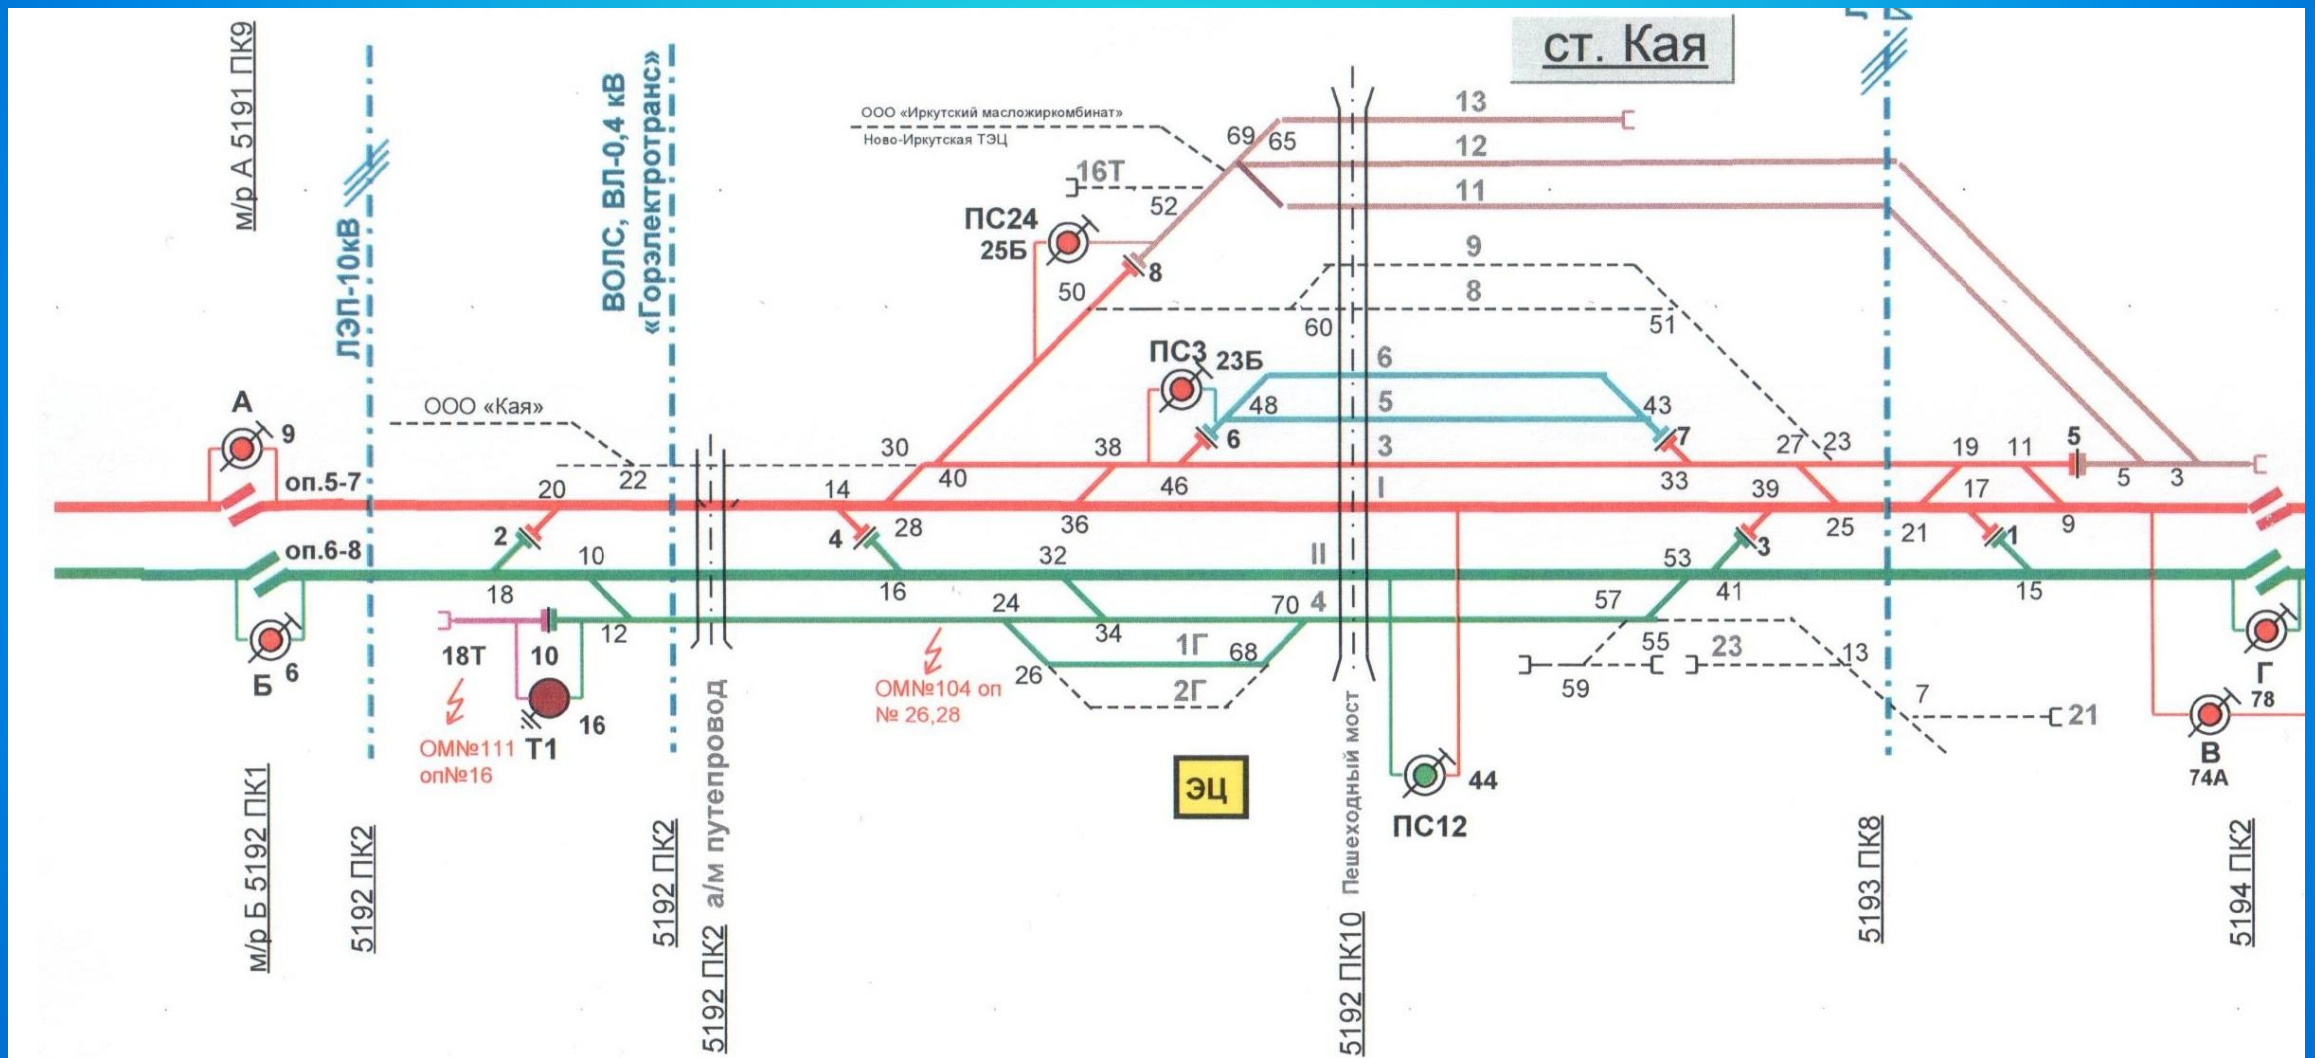 ст. Кая
м/р А 5191 ПК9
ЛЭП-10кВ
ВОЛС, ВЛ-0,4 кВ
«Горэлектротранс»
ООО «Иркутский масложиркомбинат»
Ново-Иркутская ТЭЦ
13
69
65
12
16Т
11
52
ПС24
25Б
8
9
50
8
60
51
ПС3
23Б
6
48
5
43
6
7
ООО «Кая»
А
9
30
38
3
27
23
19
11
5
22
40
46
33
5
3
оп.5-7
20
14
I
39
17
2
28
36
25
21
9
4
3
1
оп.6-8
10
32
II
53
18
16
41
15
24
70
4
57
12
34
55
18Т
10
1Г
68
23
13
Б
6
26
2Г
59
7
21
Г
78
ОМ№104 оп
№ 26,28
ОМ№111
оп№16
Т1
16
В
74А
ЭЦ
44
ПС12
м/р Б 5192 ПК1
5192 ПК2
5192 ПК2
5192 ПК2 а/м путепровод
5192 ПК10 Пешеходный мост
5193 ПК8
5194 ПК2